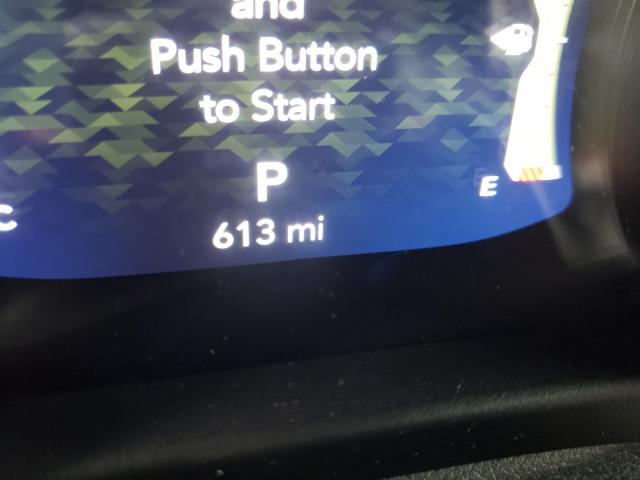 and
Push Button
to Start
P
E
C
613 mi